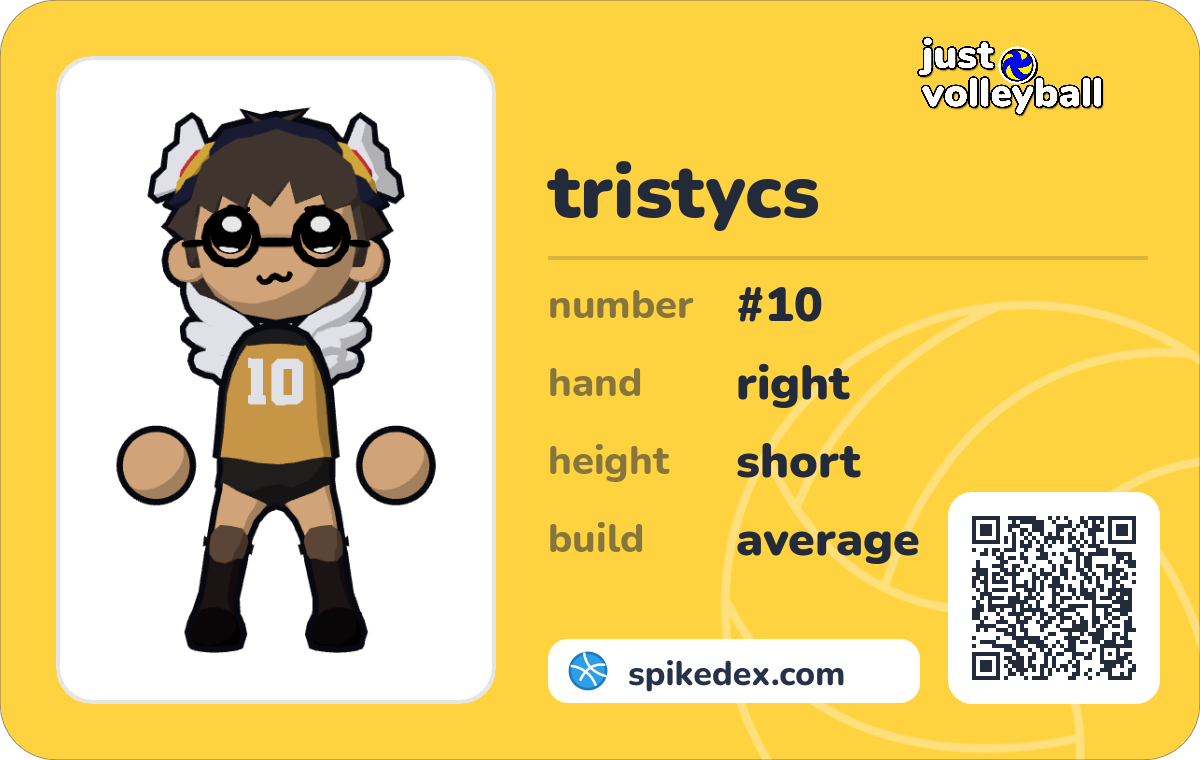 just
volleyball
tristycs
number #10
hand right
height short
build average
10
spikedex.com